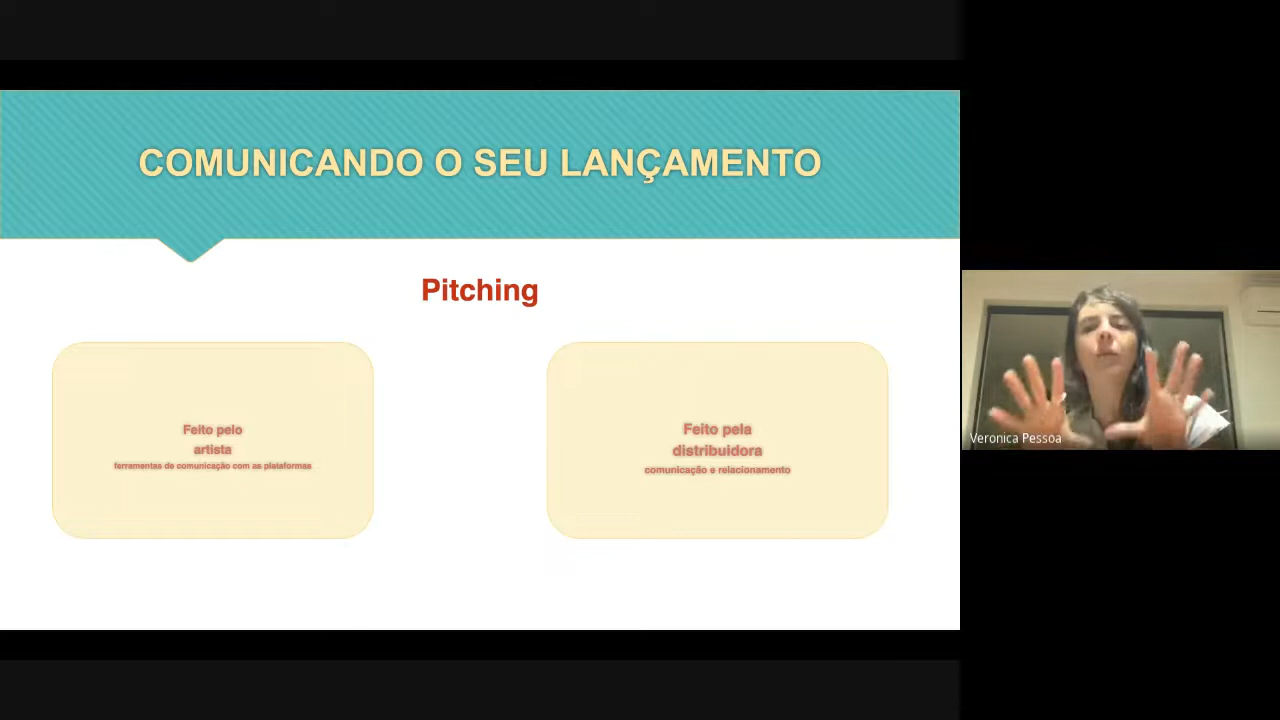 COMUNICANDO O SEU LANÇAMENTO
Pitching
Feito pelo
artista
ferramentas de comunicação com as plataformas
Feito pela
distribuidora
comunicação e relacionamento
Veronica Pessoa